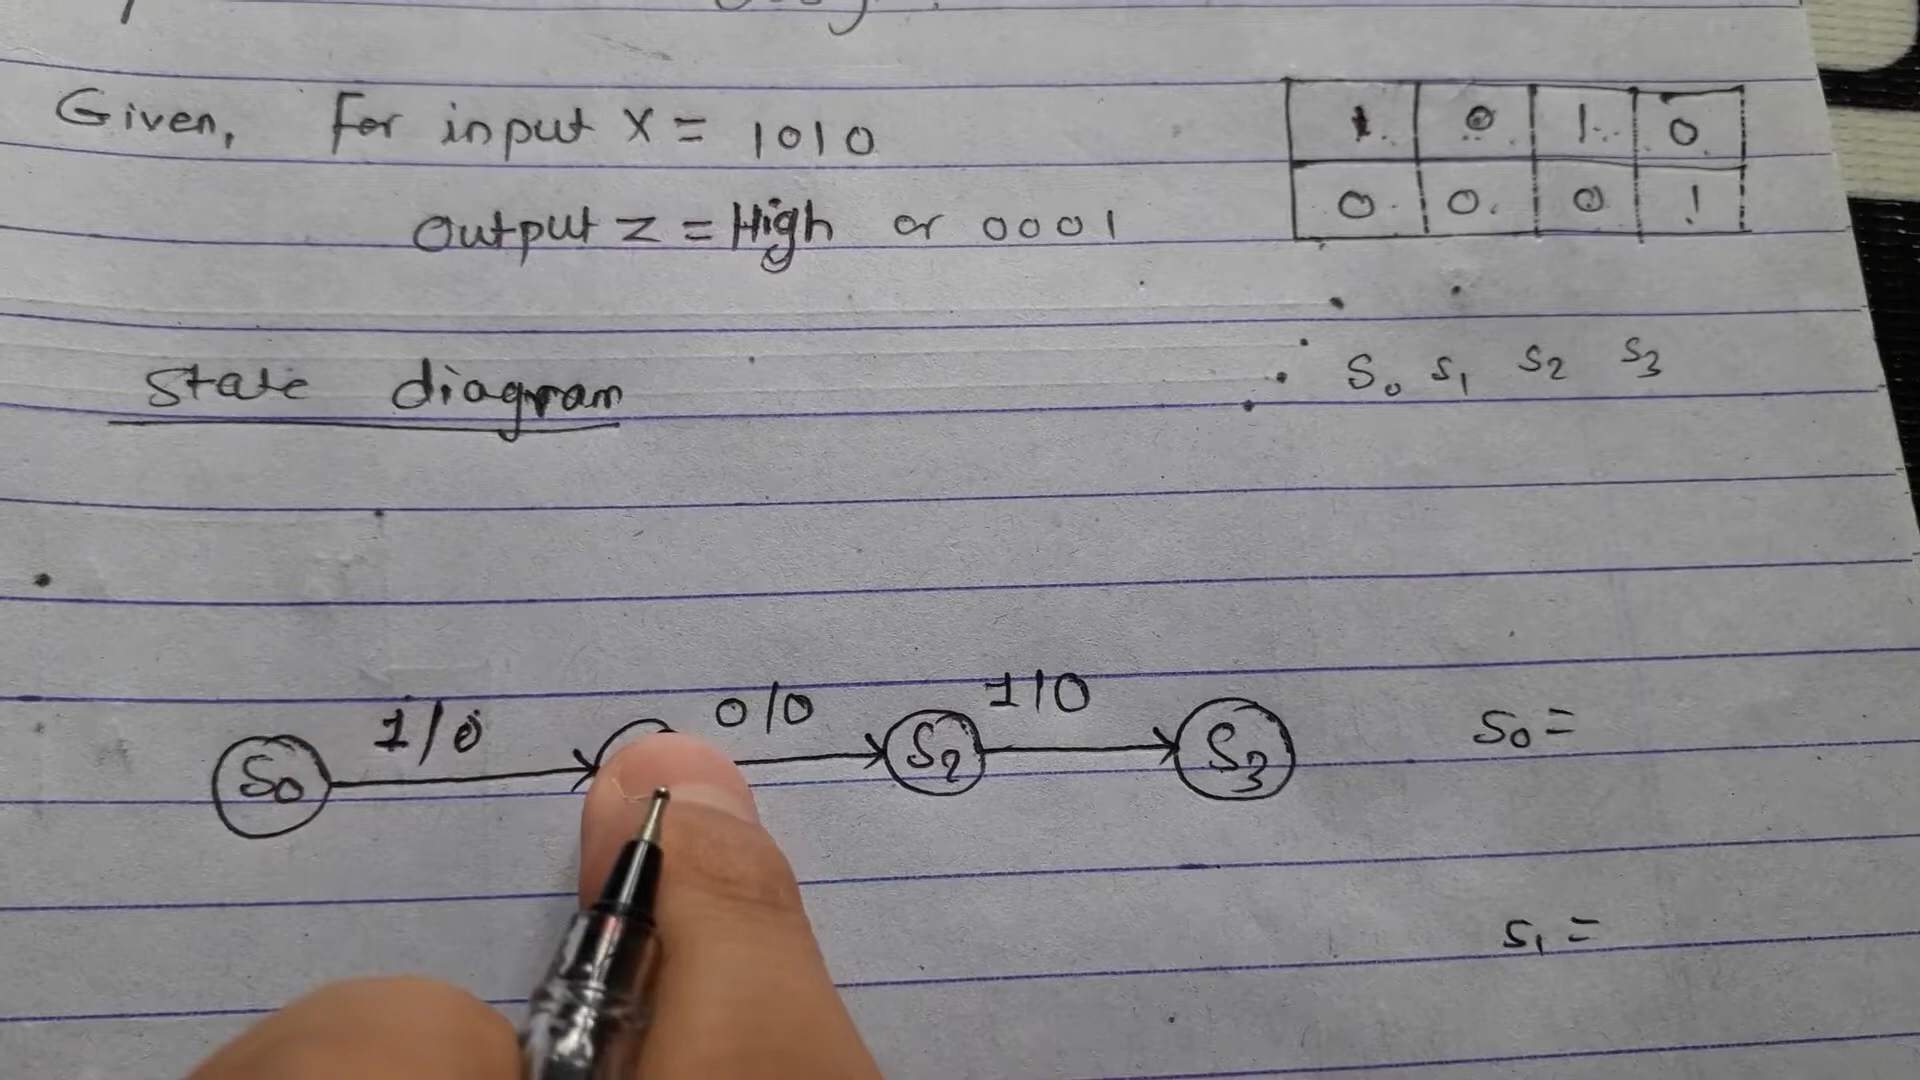 Given, For input X = 1010
Output Z = High or 0001
1 0 1 0
0 0 0 1
S0 S1 S2 S3
State diagram
1/0 0/0 1/0
S0 S2 S3
S0 =
S1 =